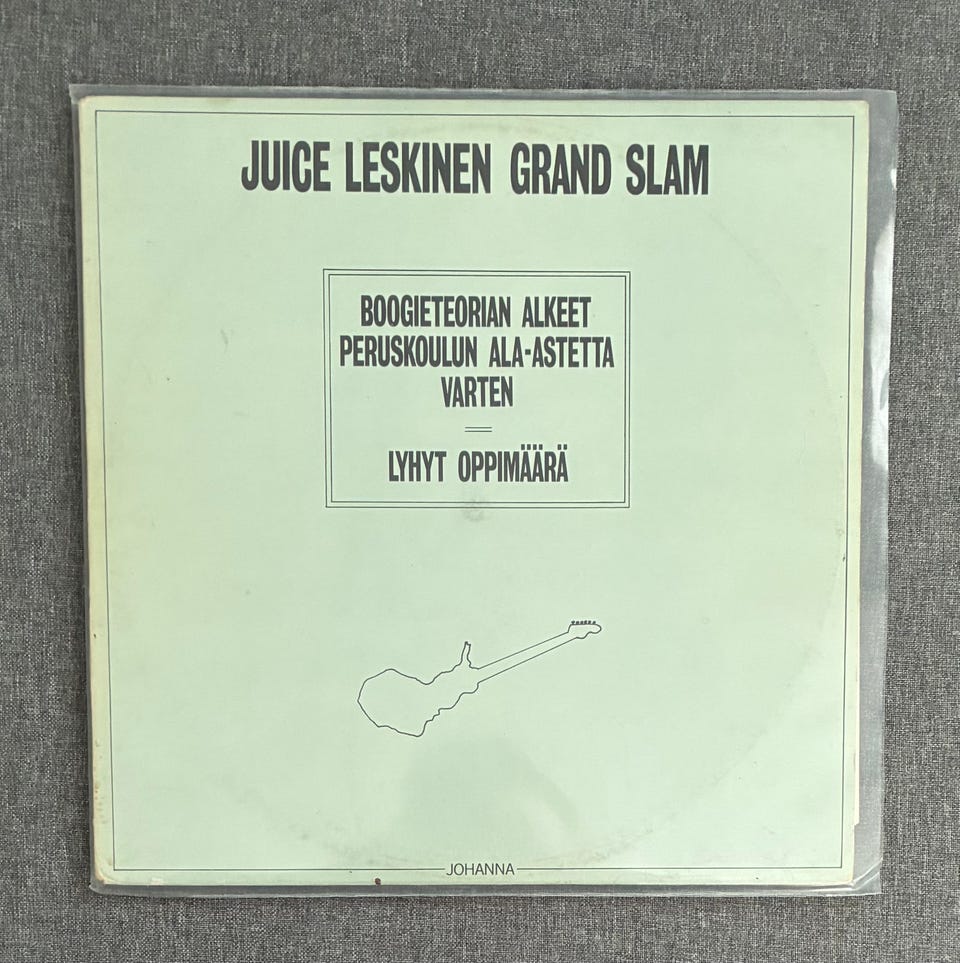 JUICE LESKINEN GRAND SLAM
BOOGIETEORIAN ALKEET
PERUSKOULUN ALA-ASTETTA
VARTEN
LYHYT OPPIMÄÄRÄ
JOHANNA